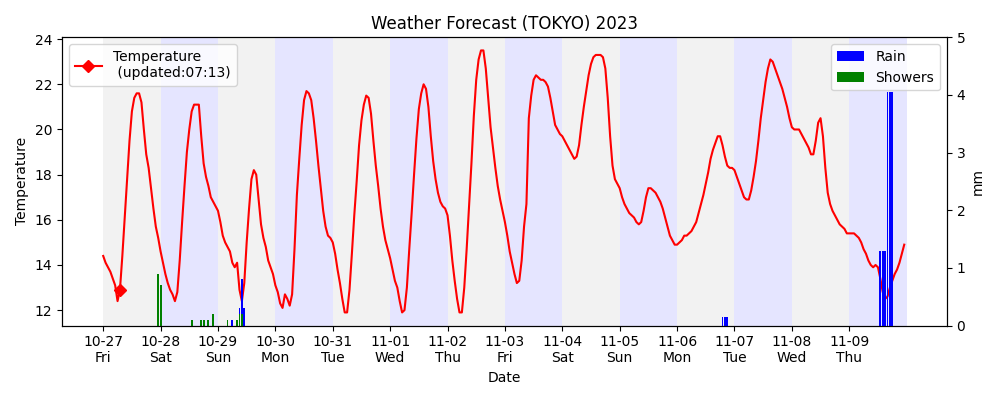 Weather Forecast (TOKYO) 2023
Temperature
(updated:07:13)
Rain
Showers
Temperature
24
22
20
18
16
14
12
5
4
3
2
1
0
mm
10-27 10-28 10-29 10-30 10-31 11-01 11-02 11-03 11-04 11-05 11-06 11-07 11-08 11-09
Fri Sat Sun Mon Tue Wed Thu Fri Sat Sun Mon Tue Wed Thu
Date